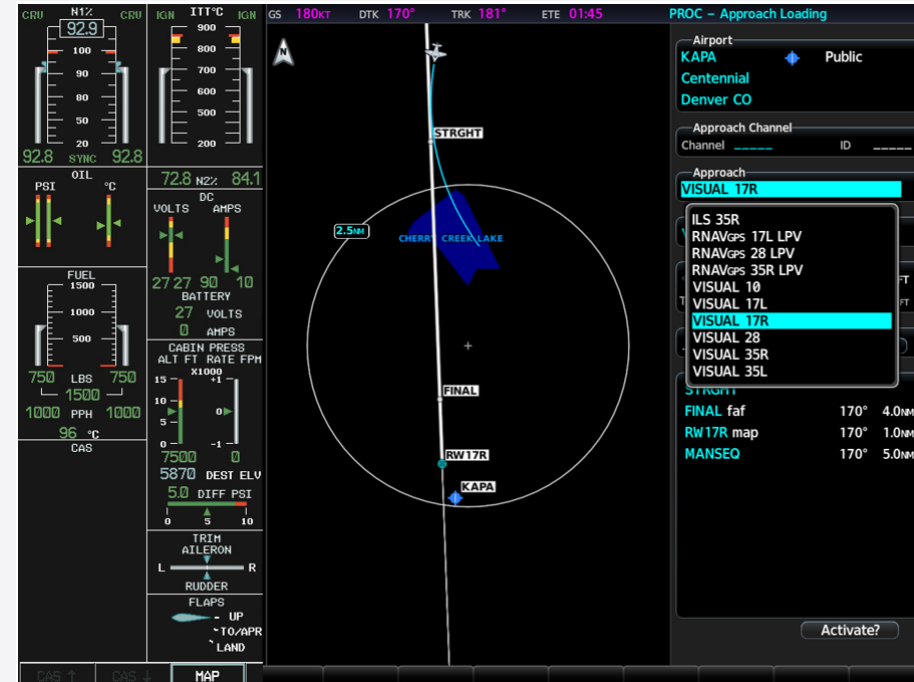 CRU N1% CRU
92.9
100
90
80
50
20
92.8 SYNC 92.8
OIL
PSI °C
FUEL
1500
1000
500
750 LBS 750
1500
1000 PPH 1000
96 °C
CAS
IGN ITT°C IGN
900
800
700
600
500
200
72.8 N2% 84.1
DC
VOLTS AMPS
27 27 90 10
BATTERY
27 VOLTS
0 AMPS
CABIN PRESS
ALT FT RATE FPM
X1000
15 +1
10
0
5
0 -1
7500 0
5870 DEST ELV
5.0 DIFF PSI
0 5 10
TRIM
AILERON
L R
RUDDER
FLAPS
UP
TO/APR
LAND
CAS ↑ CAS ↓ MAP
GS 180KT DTK 170° TRK 181° ETE 01:45
N
STRGHT
2.5NM
CHERRY CREEK LAKE
FINAL
RW17R
KAPA
PROC – Approach Loading
Airport
KAPA Public
Centennial
Denver CO
Approach Channel
Channel _____ ID _____
Approach
VISUAL 17R
ILS 35R
RNAVGPS 17L LPV
RNAVGPS 28 LPV
RNAVGPS 35R LPV
VISUAL 10
VISUAL 17L
VISUAL 17R
VISUAL 28
VISUAL 35R
VISUAL 35L
FT
FT
STRGHT
FINAL faf 170° 4.0NM
RW17R map 170° 1.0NM
MANSEQ 170° 5.0NM
Activate?